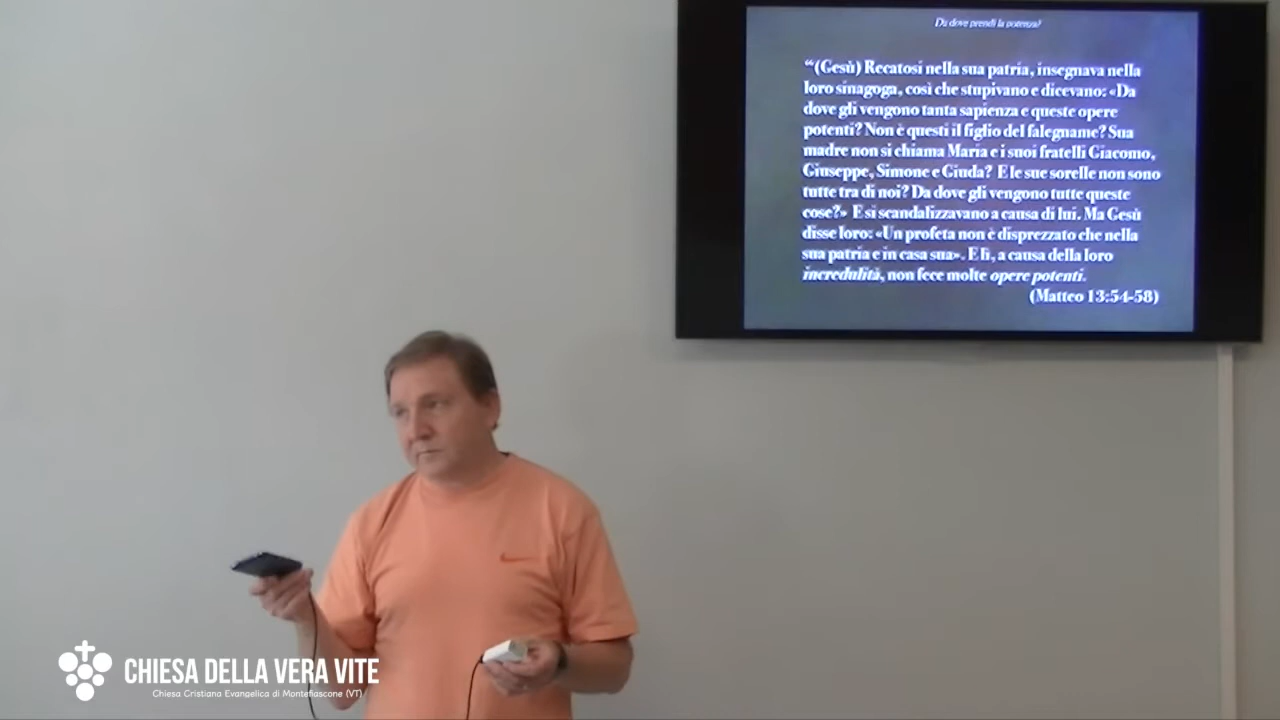 Da dove prendi la potenza?
“(Gesù) Recatosi nella sua patria, insegnava nella
loro sinagoga, così che stupivano e dicevano: «Da
dove gli vengono tanta sapienza e queste opere
potenti? Non è questi il figlio del falegname? Sua
madre non si chiama Maria e i suoi fratelli Giacomo,
Giuseppe, Simone e Giuda? E le sue sorelle non sono
tutte tra di noi? Da dove gli vengono tutte queste
cose?» E si scandalizzavano a causa di lui. Ma Gesù
disse loro: «Un profeta non è disprezzato che nella
sua patria e in casa sua». E lì, a causa della loro
incredulità, non fece molte opere potenti.
(Matteo 13:54-58)
CHIESA DELLA VERA VITE
Chiesa Cristiana Evangelica di Montefiascone (VT)